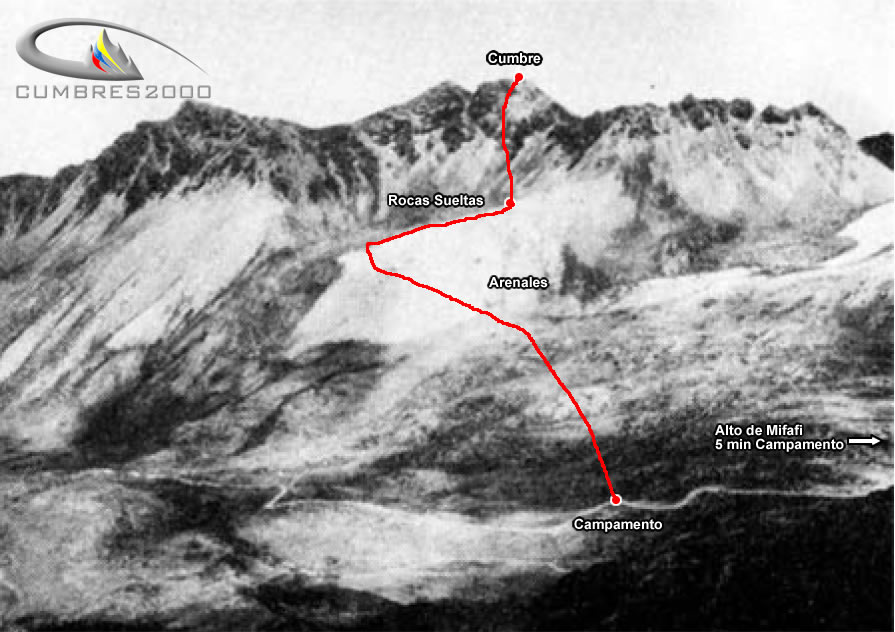 CUMBRES2000
Cumbre
Rocas Sueltas
Arenales
Alto de Mifafi
5 min Campamento
Campamento